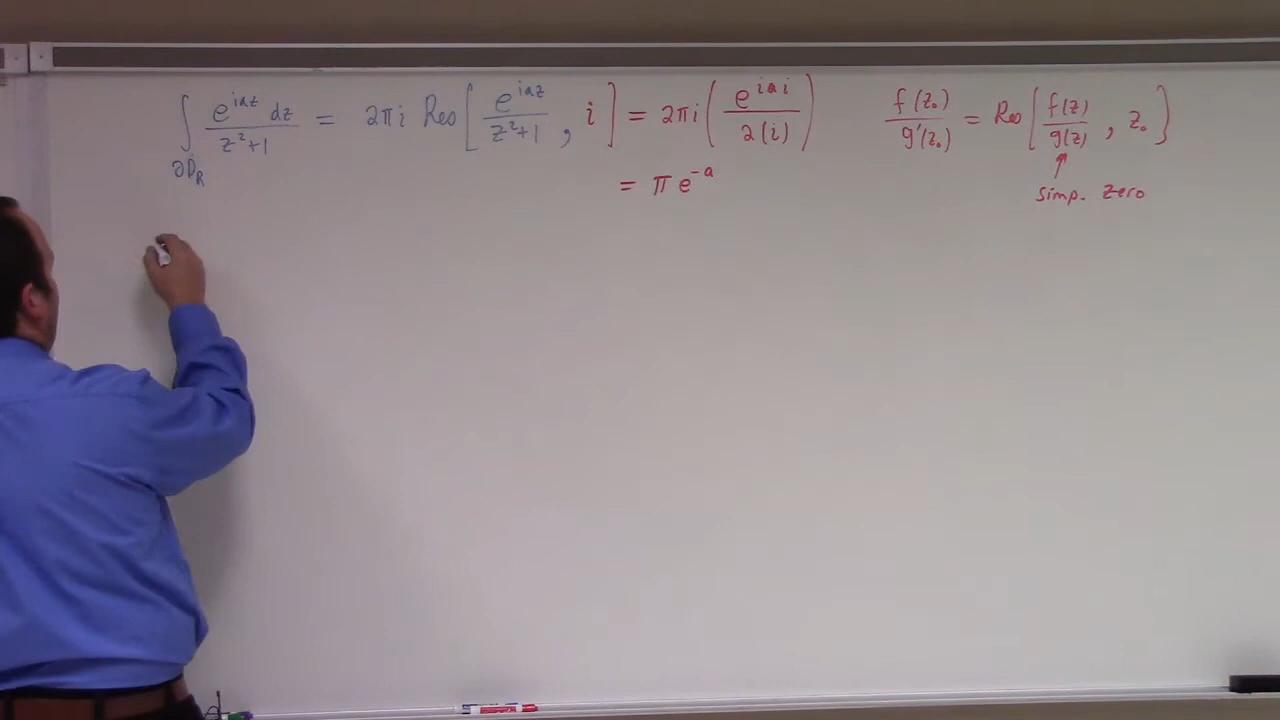 ∫_{∂D_R} e^{iaz} dz / (z²+1) = 2πi Res[ e^{iaz} / (z²+1) , i ] = 2πi ( e^{iai} / 2(i) )    f(z₀) / g'(z₀) = Res[ f(z) / g(z) , z₀ ]
= π e^{-a}    ↑ simp. zero